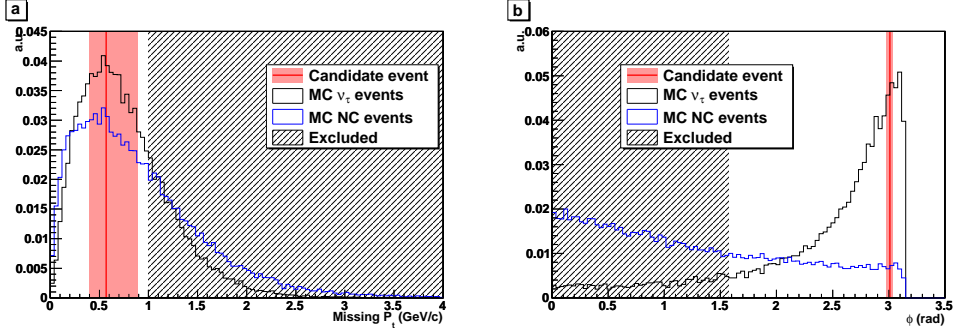 a
a.u.
0.045
0.04
0.035
0.03
0.025
0.02
0.015
0.01
0.005
0
0 0.5 1 1.5 2 2.5 3 3.5 4
Missing Pt (GeV/c)
Candidate event
MC ντ events
MC NC events
Excluded
b
a.u.
0.06
0.05
0.04
0.03
0.02
0.01
0
0 0.5 1 1.5 2 2.5 3 3.5
ϕ (rad)
Candidate event
MC ντ events
MC NC events
Excluded